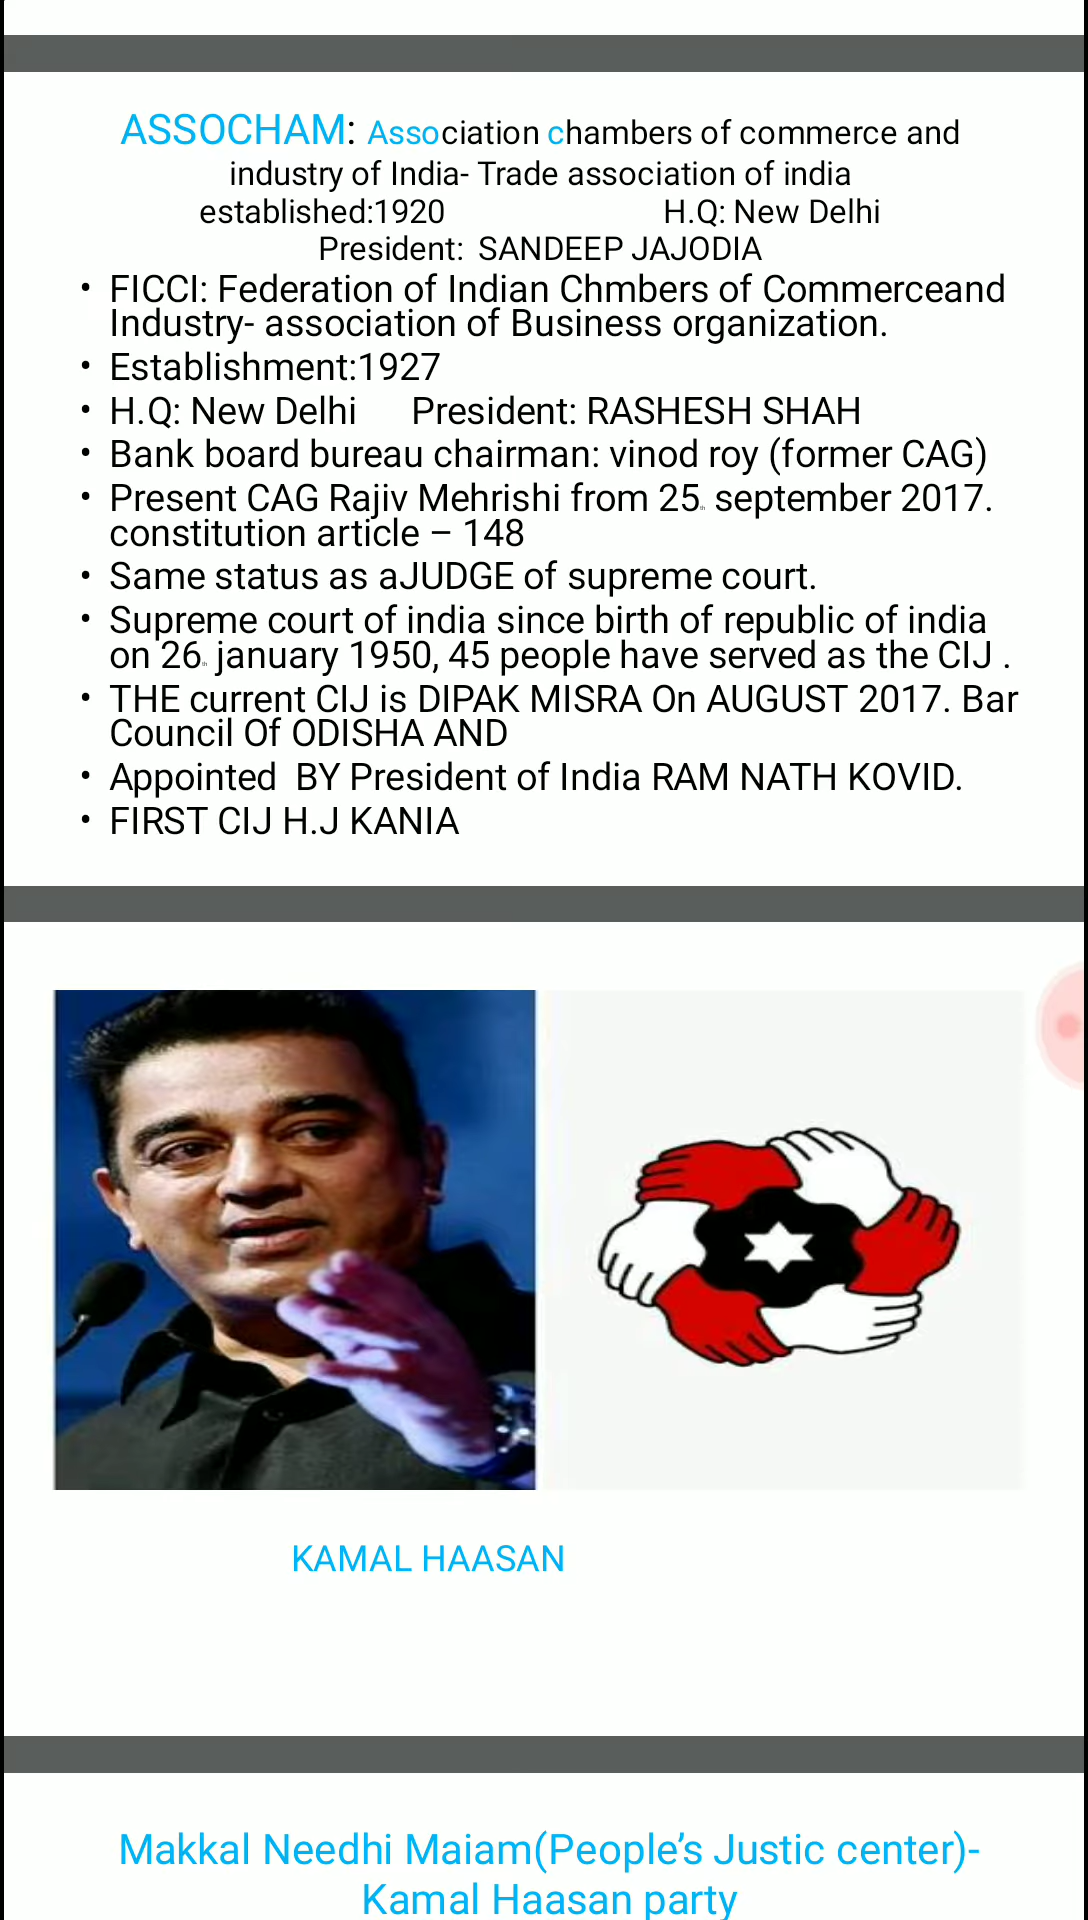 ASSOCHAM: Association chambers of commerce and
industry of India- Trade association of india
established:1920 H.Q: New Delhi
President: SANDEEP JAJODIA
• FICCI: Federation of Indian Chmbers of Commerceand
Industry- association of Business organization.
• Establishment:1927
• H.Q: New Delhi President: RASHESH SHAH
• Bank board bureau chairman: vinod roy (former CAG)
• Present CAG Rajiv Mehrishi from 25th september 2017.
constitution article – 148
• Same status as aJUDGE of supreme court.
• Supreme court of india since birth of republic of india
on 26th january 1950, 45 people have served as the CIJ .
• THE current CIJ is DIPAK MISRA On AUGUST 2017. Bar
Council Of ODISHA AND
• Appointed BY President of India RAM NATH KOVID.
• FIRST CIJ H.J KANIA
KAMAL HAASAN
Makkal Needhi Maiam(People’s Justic center)-
Kamal Haasan party